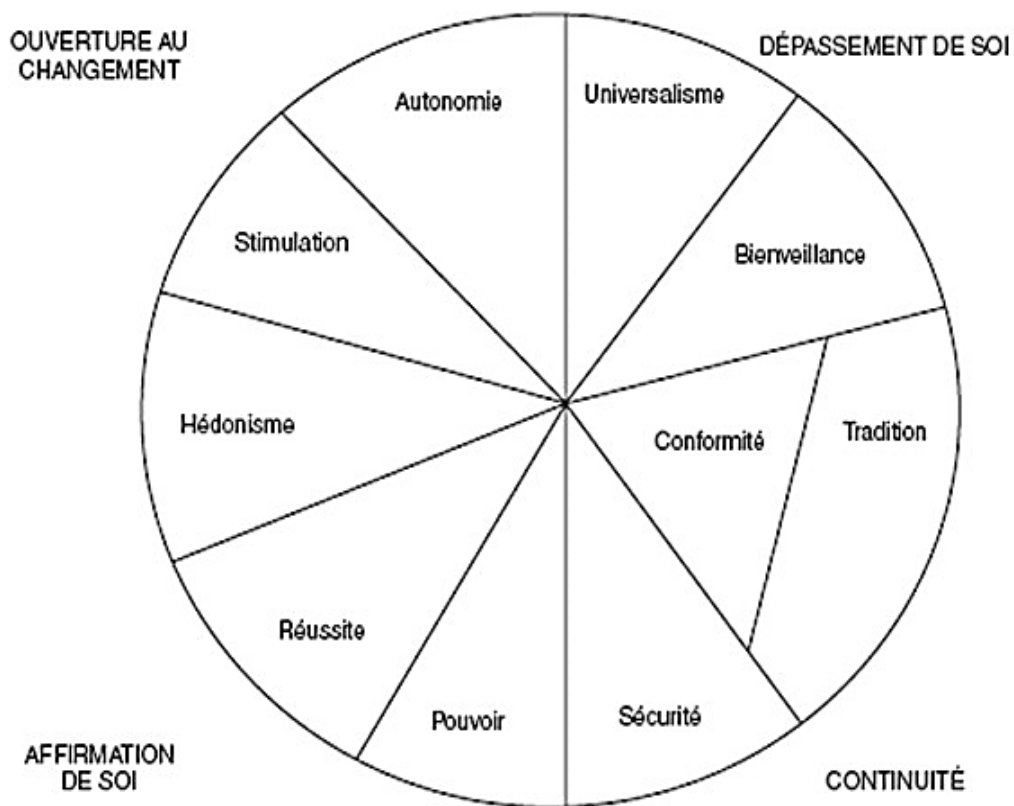 OUVERTURE AU
CHANGEMENT
DÉPASSEMENT DE SOI
Autonomie
Universalisme
Stimulation
Bienveillance
Hédonisme
Conformité
Tradition
Réussite
Pouvoir
Sécurité
AFFIRMATION
DE SOI
CONTINUITÉ